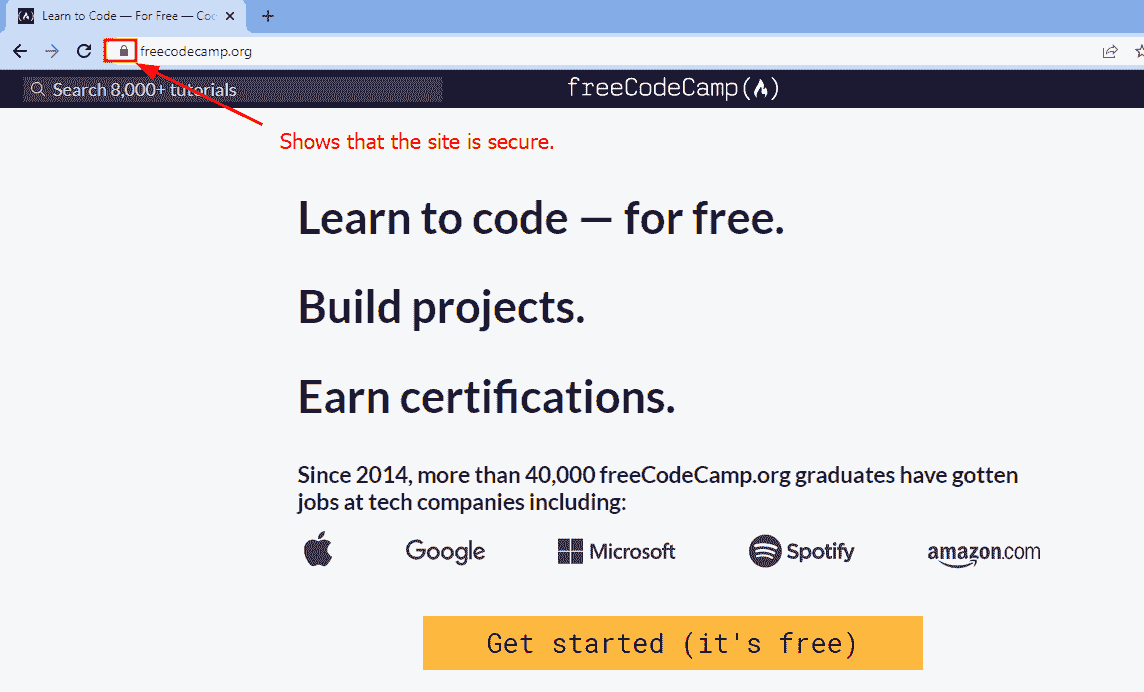 Learn to Code — For Free — Co
freecodecamp.org
Search 8,000+ tutorials
freeCodeCamp(🔥)
Shows that the site is secure.
Learn to code — for free.
Build projects.
Earn certifications.
Since 2014, more than 40,000 freeCodeCamp.org graduates have gotten
jobs at tech companies including:
Google
Microsoft
Spotify
amazon.com
Get started (it's free)